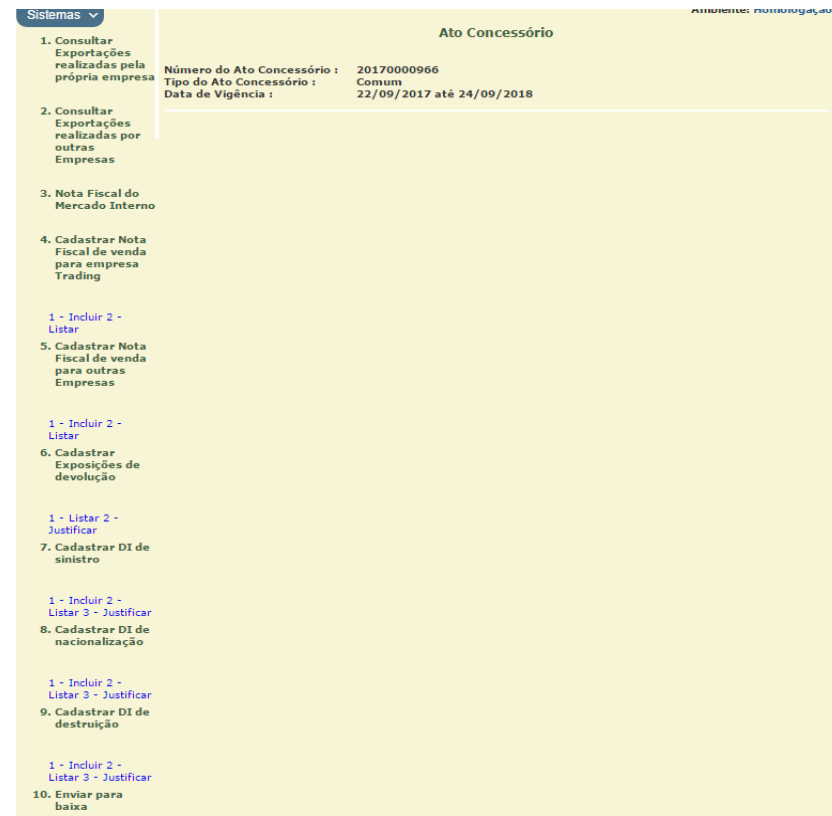 Sistemas
Ambiente: Homologação
Ato Concessório
1. Consultar
Exportações
realizadas pela
própria empresa
Número do Ato Concessório : 20170000966
Tipo do Ato Concessório : Comum
Data de Vigência : 22/09/2017 até 24/09/2018
2. Consultar
Exportações
realizadas por
outras
Empresas
3. Nota Fiscal do
Mercado Interno
4. Cadastrar Nota
Fiscal de venda
para empresa
Trading
1 - Incluir 2 -
Listar
5. Cadastrar Nota
Fiscal de venda
para outras
Empresas
1 - Incluir 2 -
Listar
6. Cadastrar
Exposições de
devolução
1 - Listar 2 -
Justificar
7. Cadastrar DI de
sinistro
1 - Incluir 2 -
Listar 3 - Justificar
8. Cadastrar DI de
nacionalização
1 - Incluir 2 -
Listar 3 - Justificar
9. Cadastrar DI de
destruição
1 - Incluir 2 -
Listar 3 - Justificar
10. Enviar para
baixa